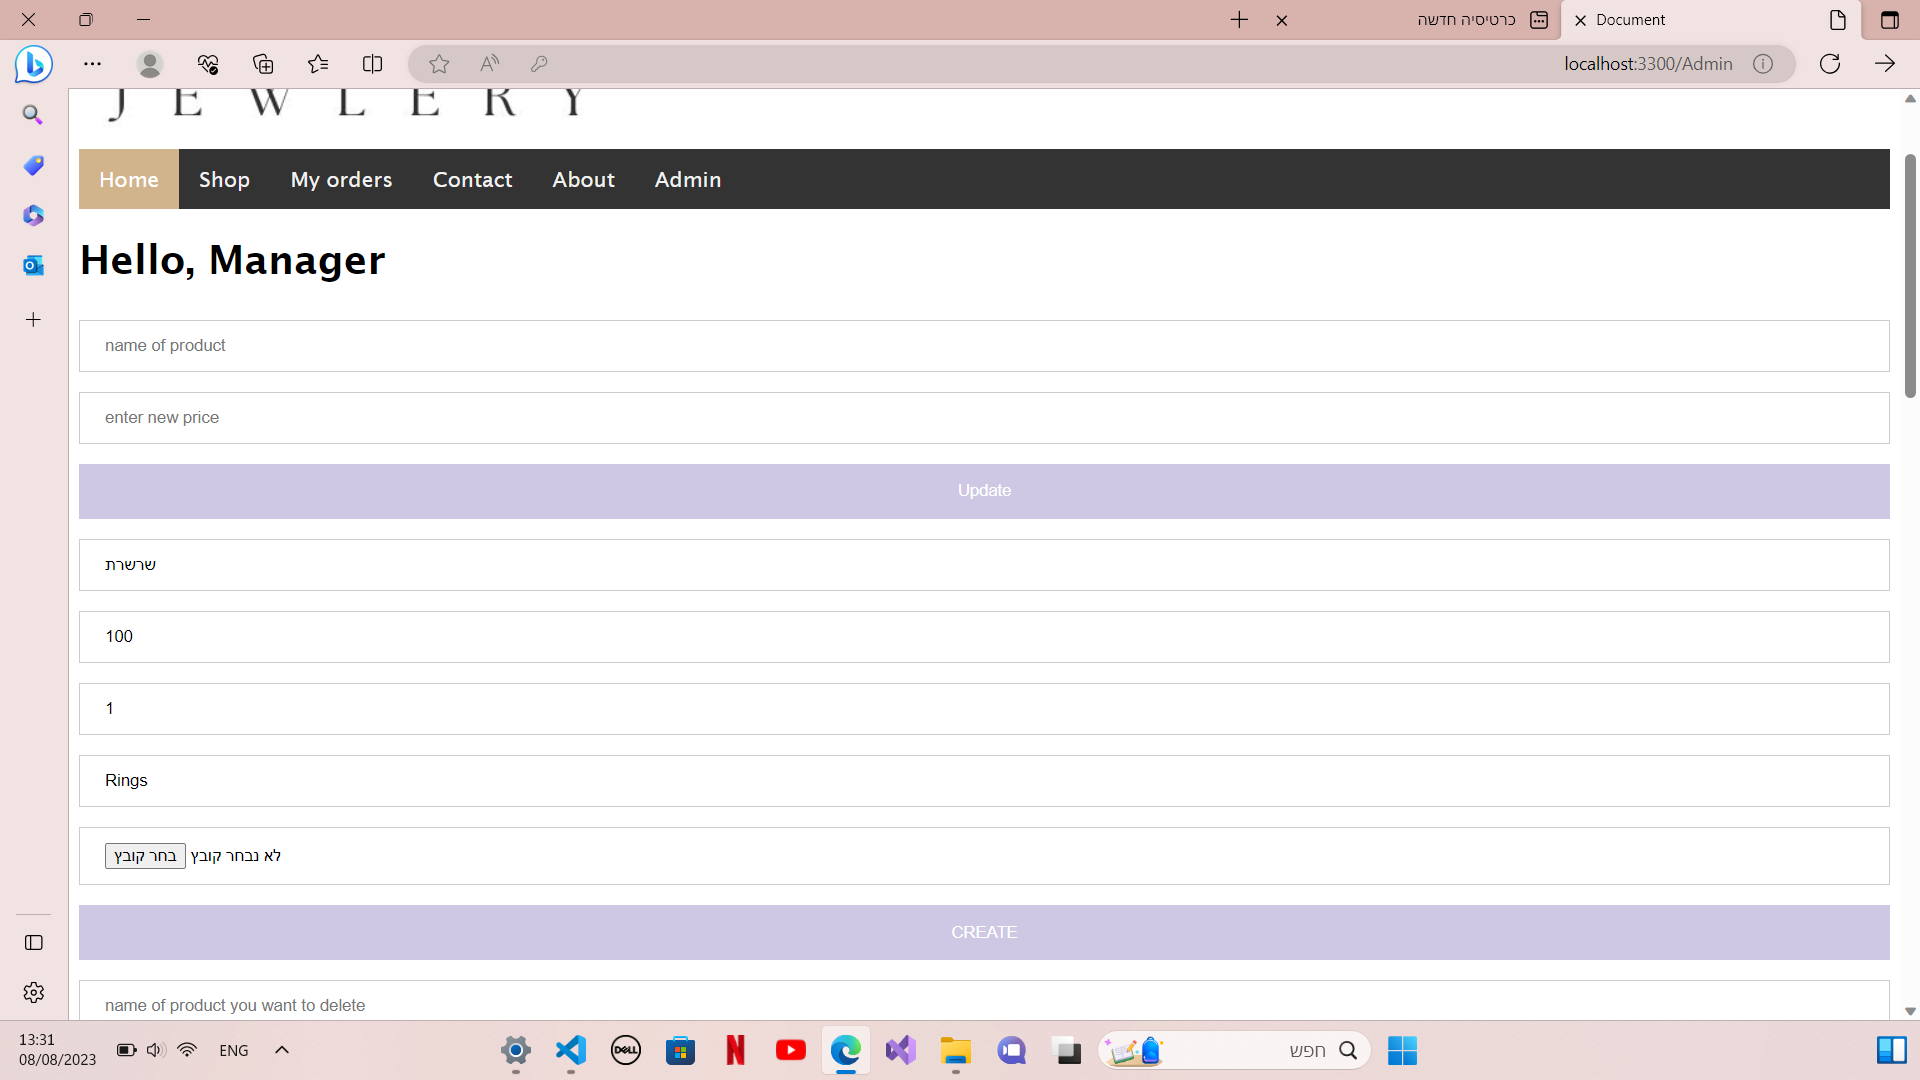 כרטיסיה חדשה
Document
localhost:3300/Admin
JEWLERY
Home Shop My orders Contact About Admin
Hello, Manager
name of product
enter new price
Update
שרשרת
100
1
Rings
בחר קובץ לא נבחר קובץ
CREATE
name of product you want to delete
13:31
08/08/2023
ENG
DELL
חפש